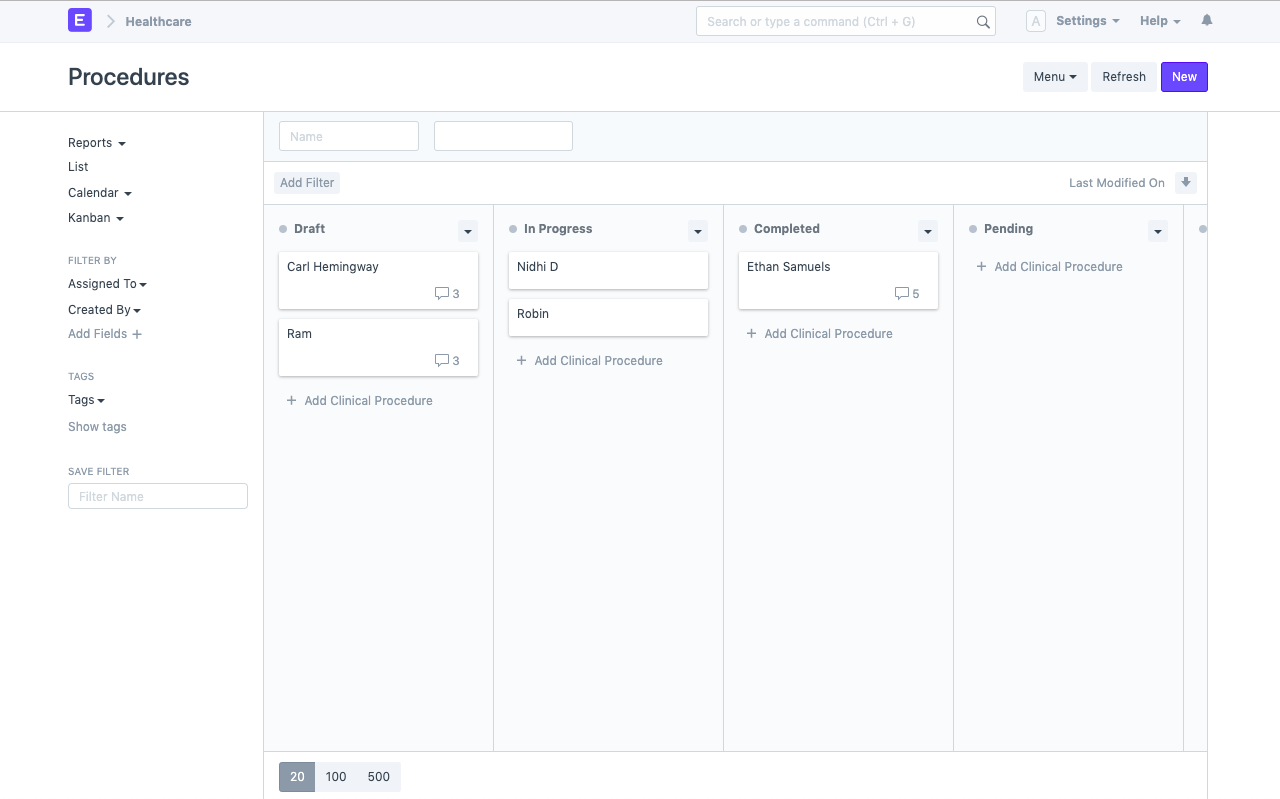 E Healthcare Search or type a command (Ctrl + G) A Settings Help
Procedures Menu Refresh New
Reports
List
Calendar
Kanban
FILTER BY
Assigned To
Created By
Add Fields +
TAGS
Tags
Show tags
SAVE FILTER
Filter Name
Name
Add Filter Last Modified On
Draft
Carl Hemingway
3
Ram
3
+ Add Clinical Procedure
In Progress
Nidhi D
Robin
+ Add Clinical Procedure
Completed
Ethan Samuels
5
+ Add Clinical Procedure
Pending
+ Add Clinical Procedure
20 100 500